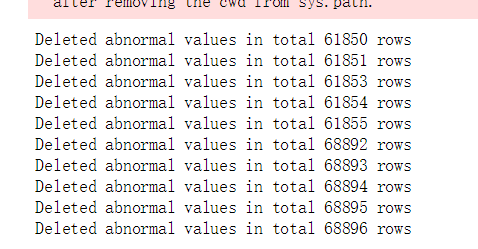 after removing the cwd from sys.path.
Deleted abnormal values in total 61850 rows
Deleted abnormal values in total 61851 rows
Deleted abnormal values in total 61853 rows
Deleted abnormal values in total 61854 rows
Deleted abnormal values in total 61855 rows
Deleted abnormal values in total 68892 rows
Deleted abnormal values in total 68893 rows
Deleted abnormal values in total 68894 rows
Deleted abnormal values in total 68895 rows
Deleted abnormal values in total 68896 rows